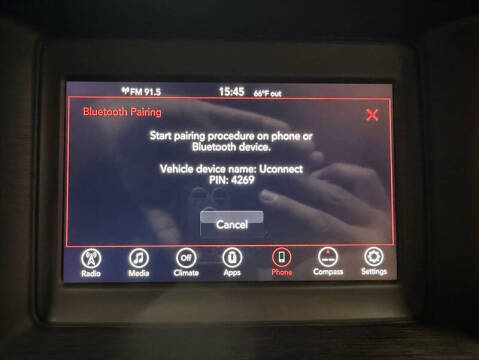 FM 91.5 15:45 66°F out
Bluetooth Pairing
Start pairing procedure on phone or
Bluetooth device.
Vehicle device name: Uconnect
PIN: 4269
Cancel
Off
Radio Media Climate Apps Phone Compass Settings